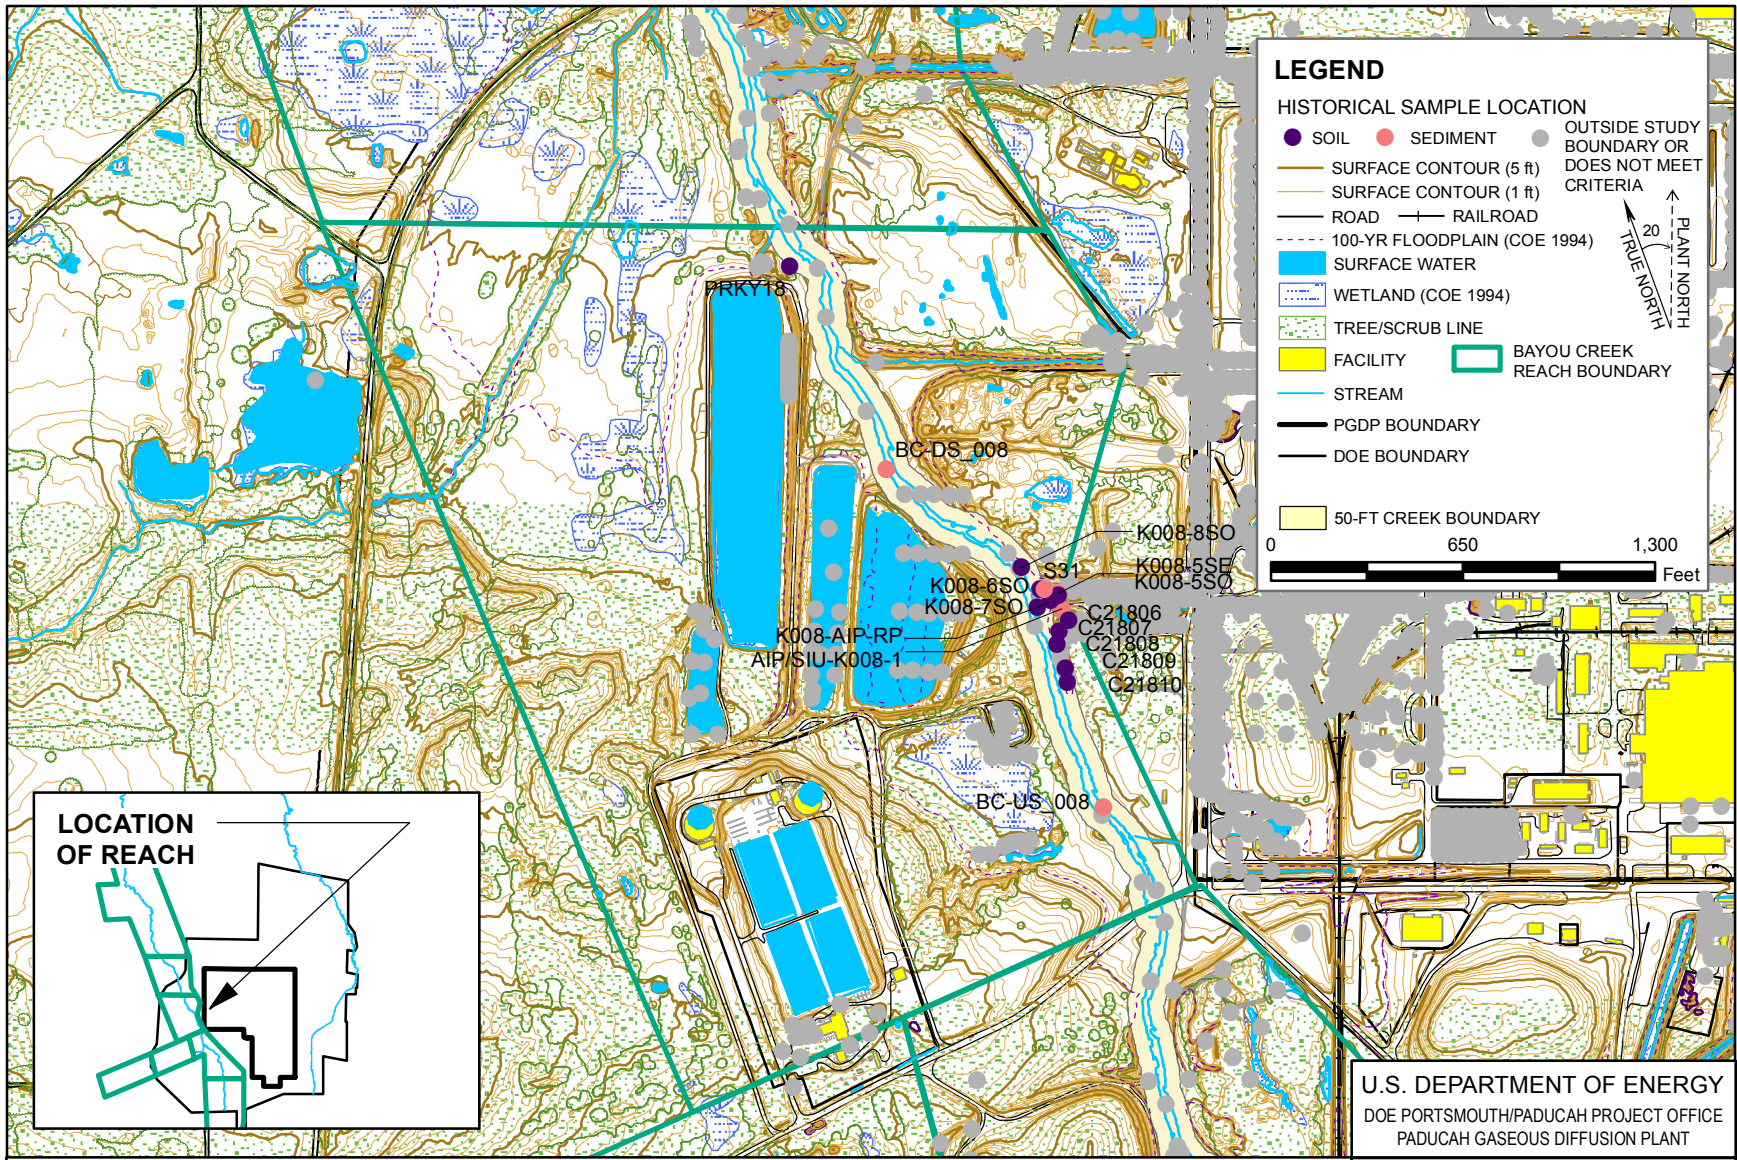 LEGEND
HISTORICAL SAMPLE LOCATION
SOIL
SEDIMENT
OUTSIDE STUDY
BOUNDARY OR
DOES NOT MEET
CRITERIA
SURFACE CONTOUR (5 ft)
SURFACE CONTOUR (1 ft)
ROAD
RAILROAD
100-YR FLOODPLAIN (COE 1994)
SURFACE WATER
WETLAND (COE 1994)
TREE/SCRUB LINE
FACILITY
BAYOU CREEK
REACH BOUNDARY
STREAM
PGDP BOUNDARY
DOE BOUNDARY
50-FT CREEK BOUNDARY
20
TRUE NORTH
PLANT NORTH
0 650 1,300
Feet
PRKY18
BC-DS_008
K008-8SO
S31
K008-5SE
K008-6SO
K008-5SO
K008-7SO
C21806
C21807
K008-AIP-RP
C21808
AIP/SIU-K008-1
C21809
C21810
BC-US_008
LOCATION
OF REACH
U.S. DEPARTMENT OF ENERGY
DOE PORTSMOUTH/PADUCAH PROJECT OFFICE
PADUCAH GASEOUS DIFFUSION PLANT